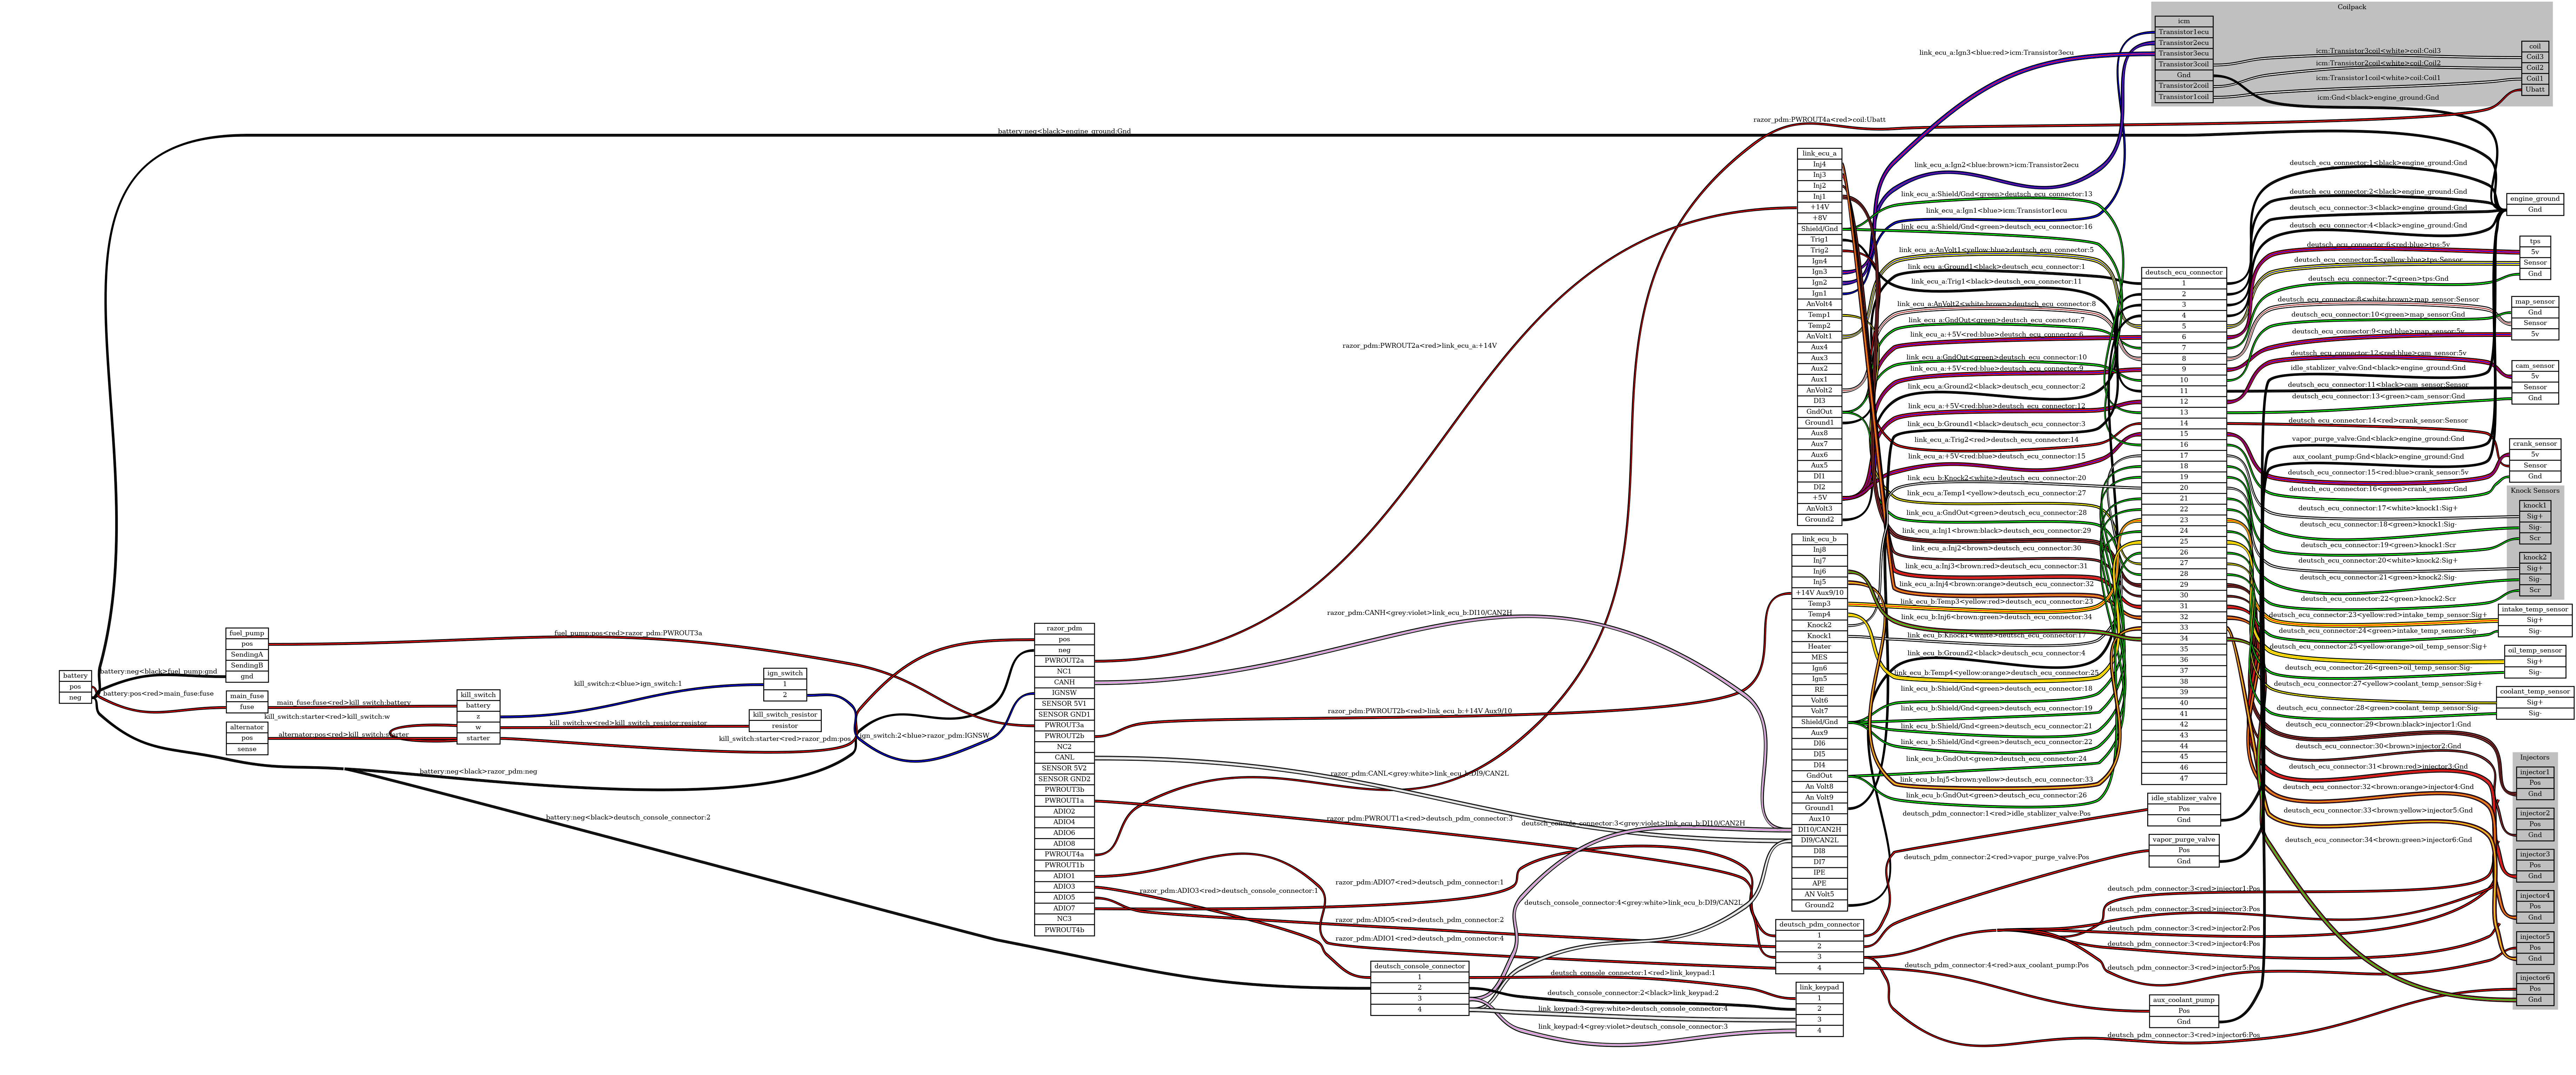 Coilpack
icm
Transistor1ecu
Transistor2ecu
Transistor3ecu
Transistor3coil
Gnd
Transistor2coil
Transistor1coil
coil
Coil3
Coil2
Coil1
Ubatt
link_ecu_a:Ign3<blue:red>icm:Transistor3ecu
icm:Transistor3coil<white>coil:Coil3
icm:Transistor2coil<white>coil:Coil2
icm:Transistor1coil<white>coil:Coil1
icm:Gnd<black>engine_ground:Gnd
razor_pdm:PWROUT4a<red>coil:Ubatt
battery:neg<black>engine_ground:Gnd
battery
pos
neg
fuel_pump
pos
SendingA
SendingB
gnd
main_fuse
fuse
alternator
pos
sense
battery:neg<black>fuel_pump:gnd
battery:pos<red>main_fuse:fuse
fuel_pump:pos<red>razor_pdm:PWROUT3a
main_fuse:fuse<red>kill_switch:battery
kill_switch:starter<red>kill_switch:w
alternator:pos<red>kill_switch:starter
kill_switch
battery
z
w
starter
kill_switch:z<blue>ign_switch:1
kill_switch:w<red>kill_switch_resistor:resistor
kill_switch:starter<red>razor_pdm:pos
battery:neg<black>razor_pdm:neg
battery:neg<black>deutsch_console_connector:2
ign_switch
1
2
kill_switch_resistor
resistor
ign_switch:2<blue>razor_pdm:IGNSW
razor_pdm
pos
neg
PWROUT2a
NC1
CANH
IGNSW
SENSOR 5V1
SENSOR GND1
PWROUT3a
PWROUT2b
NC2
CANL
SENSOR 5V2
SENSOR GND2
PWROUT3b
PWROUT1a
ADIO2
ADIO4
ADIO6
ADIO8
PWROUT4a
PWROUT1b
ADIO1
ADIO3
ADIO5
ADIO7
NC3
PWROUT4b
razor_pdm:PWROUT2a<red>link_ecu_a:+14V
razor_pdm:CANH<grey:violet>link_ecu_b:DI10/CAN2H
razor_pdm:PWROUT2b<red>link_ecu_b:+14V Aux9/10
razor_pdm:CANL<grey:white>link_ecu_b:DI9/CAN2L
razor_pdm:PWROUT1a<red>deutsch_pdm_connector:3
razor_pdm:ADIO7<red>deutsch_pdm_connector:1
razor_pdm:ADIO3<red>deutsch_console_connector:1
razor_pdm:ADIO5<red>deutsch_pdm_connector:2
razor_pdm:ADIO1<red>deutsch_pdm_connector:4
deutsch_console_connector
1
2
3
4
deutsch_console_connector:3<grey:violet>link_ecu_b:DI10/CAN2H
deutsch_console_connector:4<grey:white>link_ecu_b:DI9/CAN2L
deutsch_console_connector:1<red>link_keypad:1
deutsch_console_connector:2<black>link_keypad:2
link_keypad:3<grey:white>deutsch_console_connector:4
link_keypad:4<grey:violet>deutsch_console_connector:3
link_ecu_a
Inj4
Inj3
Inj2
Inj1
+14V
+8V
Shield/Gnd
Trig1
Trig2
Ign4
Ign3
Ign2
Ign1
AnVolt4
Temp1
Temp2
AnVolt1
Aux4
Aux3
Aux2
Aux1
AnVolt2
DI3
GndOut
Ground1
Aux8
Aux7
Aux6
Aux5
DI1
DI2
+5V
AnVolt3
Ground2
link_ecu_b
Inj8
Inj7
Inj6
Inj5
+14V Aux9/10
Temp3
Temp4
Knock2
Knock1
Heater
MES
Ign6
Ign5
RE
Volt6
Volt7
Shield/Gnd
Aux9
DI6
DI5
DI4
GndOut
An Volt8
An Volt9
Ground1
Aux10
DI10/CAN2H
DI9/CAN2L
DI8
DI7
IPE
APE
AN Volt5
Ground2
deutsch_pdm_connector
1
2
3
4
link_keypad
1
2
3
4
link_ecu_a:Ign2<blue:brown>icm:Transistor2ecu
link_ecu_a:Shield/Gnd<green>deutsch_ecu_connector:13
link_ecu_a:Ign1<blue>icm:Transistor1ecu
link_ecu_a:Shield/Gnd<green>deutsch_ecu_connector:16
link_ecu_a:AnVolt1<yellow:blue>deutsch_ecu_connector:5
link_ecu_a:Ground1<black>deutsch_ecu_connector:1
link_ecu_a:Trig1<black>deutsch_ecu_connector:11
link_ecu_a:AnVolt2<white:brown>deutsch_ecu_connector:8
link_ecu_a:GndOut<green>deutsch_ecu_connector:7
link_ecu_a:+5V<red:blue>deutsch_ecu_connector:6
link_ecu_a:GndOut<green>deutsch_ecu_connector:10
link_ecu_a:+5V<red:blue>deutsch_ecu_connector:9
link_ecu_a:Ground2<black>deutsch_ecu_connector:2
link_ecu_a:+5V<red:blue>deutsch_ecu_connector:12
link_ecu_b:Ground1<black>deutsch_ecu_connector:3
link_ecu_a:Trig2<red>deutsch_ecu_connector:14
link_ecu_a:+5V<red:blue>deutsch_ecu_connector:15
link_ecu_b:Knock2<white>deutsch_ecu_connector:20
link_ecu_a:Temp1<yellow>deutsch_ecu_connector:27
link_ecu_a:GndOut<green>deutsch_ecu_connector:28
link_ecu_a:Inj1<brown:black>deutsch_ecu_connector:29
link_ecu_a:Inj2<brown>deutsch_ecu_connector:30
link_ecu_a:Inj3<brown:red>deutsch_ecu_connector:31
link_ecu_a:Inj4<brown:orange>deutsch_ecu_connector:32
link_ecu_b:Temp3<yellow:red>deutsch_ecu_connector:23
link_ecu_b:Inj6<brown:green>deutsch_ecu_connector:34
link_ecu_b:Knock1<white>deutsch_ecu_connector:17
link_ecu_b:Ground2<black>deutsch_ecu_connector:4
link_ecu_b:Temp4<yellow:orange>deutsch_ecu_connector:25
link_ecu_b:Shield/Gnd<green>deutsch_ecu_connector:18
link_ecu_b:Shield/Gnd<green>deutsch_ecu_connector:19
link_ecu_b:Shield/Gnd<green>deutsch_ecu_connector:21
link_ecu_b:Shield/Gnd<green>deutsch_ecu_connector:22
link_ecu_b:GndOut<green>deutsch_ecu_connector:24
link_ecu_b:Inj5<brown:yellow>deutsch_ecu_connector:33
link_ecu_b:GndOut<green>deutsch_ecu_connector:26
deutsch_pdm_connector:1<red>idle_stablizer_valve:Pos
deutsch_pdm_connector:2<red>vapor_purge_valve:Pos
deutsch_pdm_connector:4<red>aux_coolant_pump:Pos
deutsch_ecu_connector
1
2
3
4
5
6
7
8
9
10
11
12
13
14
15
16
17
18
19
20
21
22
23
24
25
26
27
28
29
30
31
32
33
34
35
36
37
38
39
40
41
42
43
44
45
46
47
idle_stablizer_valve
Pos
Gnd
vapor_purge_valve
Pos
Gnd
aux_coolant_pump
Pos
Gnd
deutsch_ecu_connector:1<black>engine_ground:Gnd
deutsch_ecu_connector:2<black>engine_ground:Gnd
deutsch_ecu_connector:3<black>engine_ground:Gnd
deutsch_ecu_connector:4<black>engine_ground:Gnd
deutsch_ecu_connector:6<red:blue>tps:5v
deutsch_ecu_connector:5<yellow:blue>tps:Sensor
deutsch_ecu_connector:7<green>tps:Gnd
deutsch_ecu_connector:8<white:brown>map_sensor:Sensor
deutsch_ecu_connector:10<green>map_sensor:Gnd
deutsch_ecu_connector:9<red:blue>map_sensor:5v
deutsch_ecu_connector:12<red:blue>cam_sensor:5v
idle_stablizer_valve:Gnd<black>engine_ground:Gnd
deutsch_ecu_connector:11<black>cam_sensor:Sensor
deutsch_ecu_connector:13<green>cam_sensor:Gnd
deutsch_ecu_connector:14<red>crank_sensor:Sensor
vapor_purge_valve:Gnd<black>engine_ground:Gnd
aux_coolant_pump:Gnd<black>engine_ground:Gnd
deutsch_ecu_connector:15<red:blue>crank_sensor:5v
deutsch_ecu_connector:16<green>crank_sensor:Gnd
deutsch_ecu_connector:17<white>knock1:Sig+
deutsch_ecu_connector:18<green>knock1:Sig-
deutsch_ecu_connector:19<green>knock1:Scr
deutsch_ecu_connector:20<white>knock2:Sig+
deutsch_ecu_connector:21<green>knock2:Sig-
deutsch_ecu_connector:22<green>knock2:Scr
deutsch_ecu_connector:23<yellow:red>intake_temp_sensor:Sig+
deutsch_ecu_connector:24<green>intake_temp_sensor:Sig-
deutsch_ecu_connector:25<yellow:orange>oil_temp_sensor:Sig+
deutsch_ecu_connector:26<green>oil_temp_sensor:Sig-
deutsch_ecu_connector:27<yellow>coolant_temp_sensor:Sig+
deutsch_ecu_connector:28<green>coolant_temp_sensor:Sig-
deutsch_ecu_connector:29<brown:black>injector1:Gnd
deutsch_ecu_connector:30<brown>injector2:Gnd
deutsch_ecu_connector:31<brown:red>injector3:Gnd
deutsch_ecu_connector:32<brown:orange>injector4:Gnd
deutsch_ecu_connector:33<brown:yellow>injector5:Gnd
deutsch_ecu_connector:34<brown:green>injector6:Gnd
deutsch_pdm_connector:3<red>injector1:Pos
deutsch_pdm_connector:3<red>injector3:Pos
deutsch_pdm_connector:3<red>injector2:Pos
deutsch_pdm_connector:3<red>injector4:Pos
deutsch_pdm_connector:3<red>injector5:Pos
deutsch_pdm_connector:3<red>injector6:Pos
engine_ground
Gnd
tps
5v
Sensor
Gnd
map_sensor
Gnd
Sensor
5v
cam_sensor
5v
Sensor
Gnd
crank_sensor
5v
Sensor
Gnd
Knock Sensors
knock1
Sig+
Sig-
Scr
knock2
Sig+
Sig-
Scr
intake_temp_sensor
Sig+
Sig-
oil_temp_sensor
Sig+
Sig-
coolant_temp_sensor
Sig+
Sig-
Injectors
injector1
Pos
Gnd
injector2
Pos
Gnd
injector3
Pos
Gnd
injector4
Pos
Gnd
injector5
Pos
Gnd
injector6
Pos
Gnd